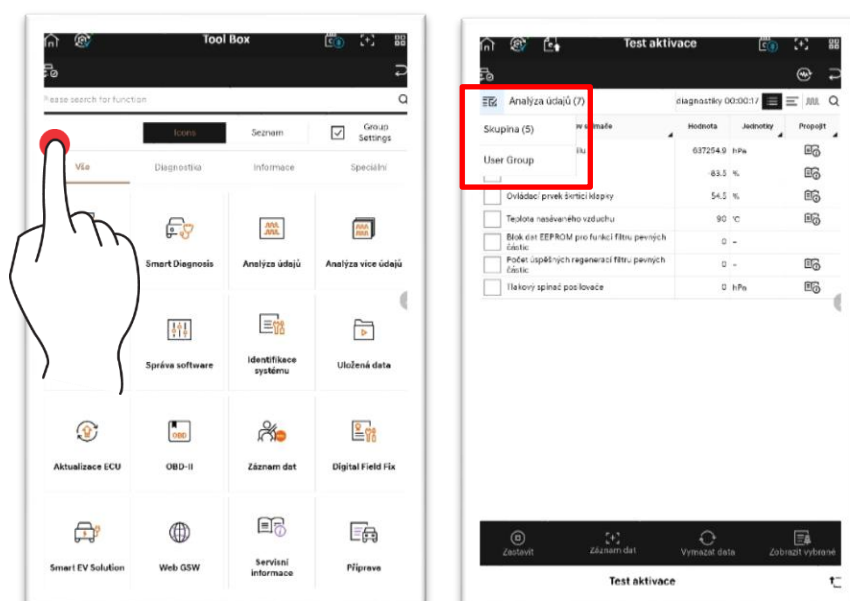 Tool Box
Please search for function
Icons
Seznam
Group
Settings
Vše
Diagnostika
Informace
Speciální
Smart Diagnosis
Analýza údajů
Analýza více údajů
Správa software
Identifikace
systému
Uložená data
OBD
Aktualizace ECU
OBD-II
Záznam dat
Digital Field Fix
Smart EV Solution
Web GSW
Servisní
informace
Příprava
Test aktivace
Analýza údajů (7)
diagnostiky 00:00:17
Skupina (5)
User Group
Hodnota
Jednotky
Propojit
637254.9 hPa
-83.5 %
Ovládací prvek škrticí klapky
54.5 %
Teplota nasávaného vzduchu
90 °C
Blok dat EEPROM pro funkci filtru pevných
částic
0 -
Počet úspěšných regenerací filtru pevných
částic
0 -
Tlakový spínač posilovače
0 hPa
Zastavit
Záznam dat
Vymazat data
Zobrazit vybrané
Test aktivace